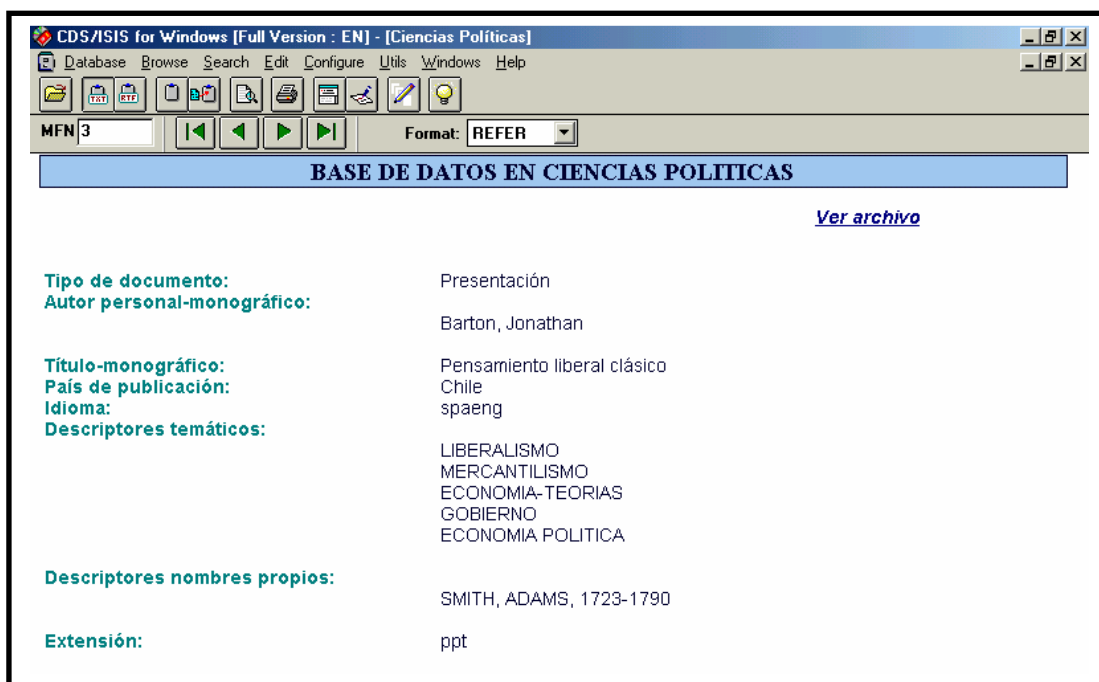 CDS/ISIS for Windows [Full Version : EN] - [Ciencias Políticas]
Database Browse Search Edit Configure Utils Windows Help
TXT RTF
MFN 3 Format: REFER
BASE DE DATOS EN CIENCIAS POLITICAS
Ver archivo
Tipo de documento: Presentación
Autor personal-monográfico:
Barton, Jonathan
Título-monográfico: Pensamiento liberal clásico
País de publicación: Chile
Idioma: spaeng
Descriptores temáticos:
LIBERALISMO
MERCANTILISMO
ECONOMIA-TEORIAS
GOBIERNO
ECONOMIA POLITICA
Descriptores nombres propios:
SMITH, ADAMS, 1723-1790
Extensión: ppt